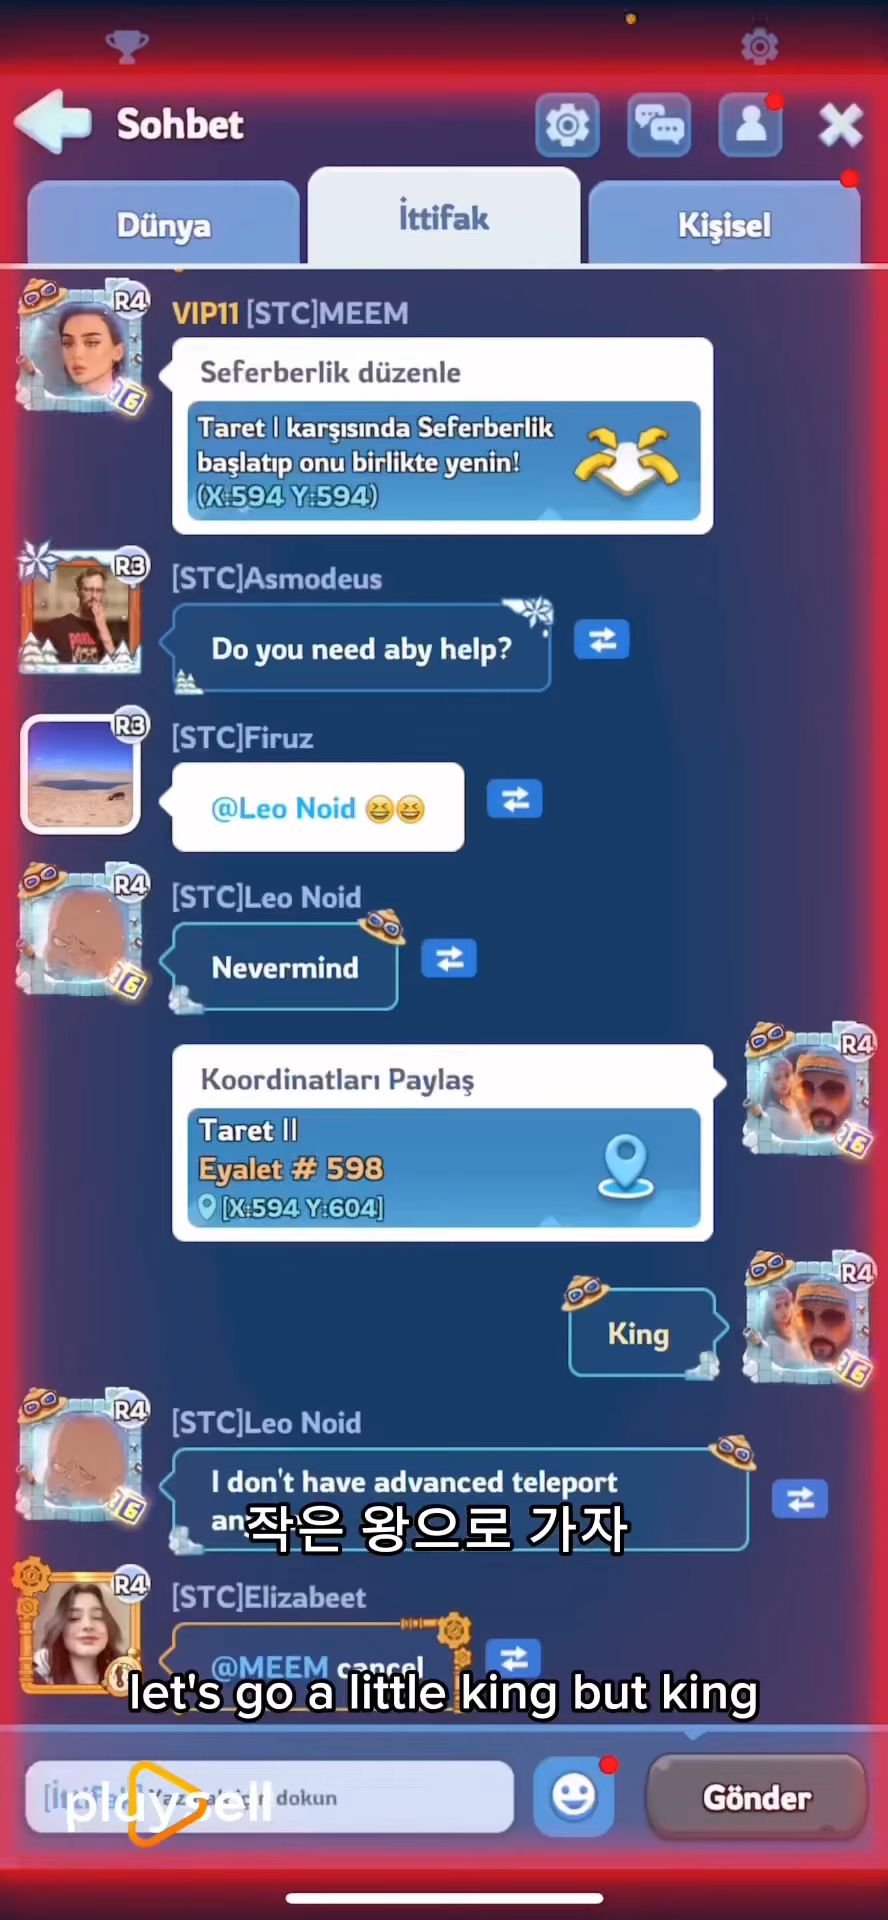 Sohbet
Dünya
İttifak
Kişisel
R4
VIP11 [STC]MEEM
Seferberlik düzenle
Taret I karşısında Seferberlik
başlatıp onu birlikte yenin!
(X:594 Y:594)
R3
[STC]Asmodeus
Do you need aby help?
R3
[STC]Firuz
@Leo Noid 😆😆
R4
[STC]Leo Noid
Nevermind
R4
Koordinatları Paylaş
Taret II
Eyalet # 598
[X:594 Y:604]
R4
King
R4
[STC]Leo Noid
I don't have advanced teleport
작은 왕으로 가자
R4
[STC]Elizabeet
@MEEM cancel
let's go a little king but king
playsell
dokun
Gönder